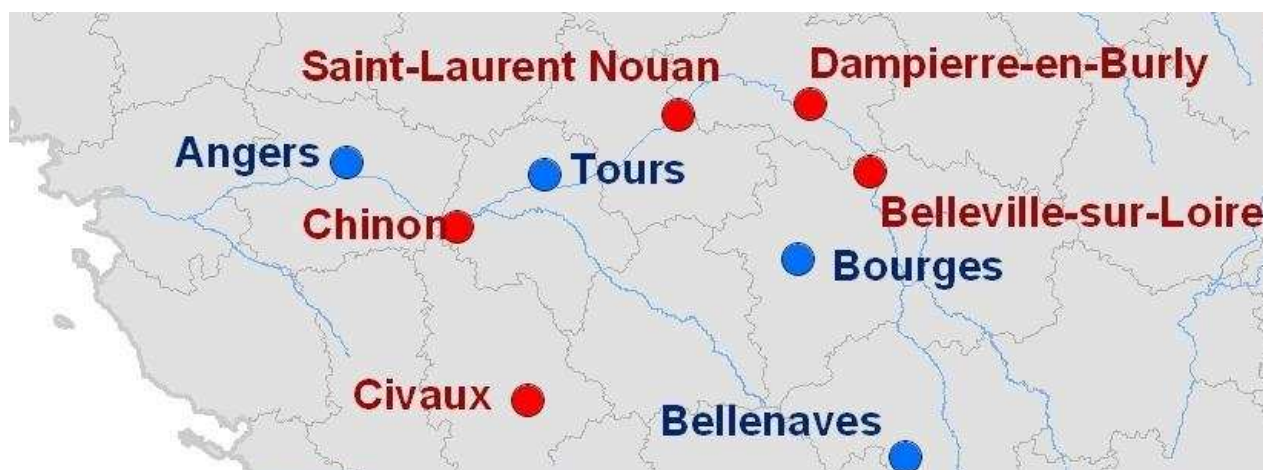 Saint-Laurent Nouan
Dampierre-en-Burly
Angers
Tours
Chinon
Belleville-sur-Loire
Bourges
Civaux
Bellenaves